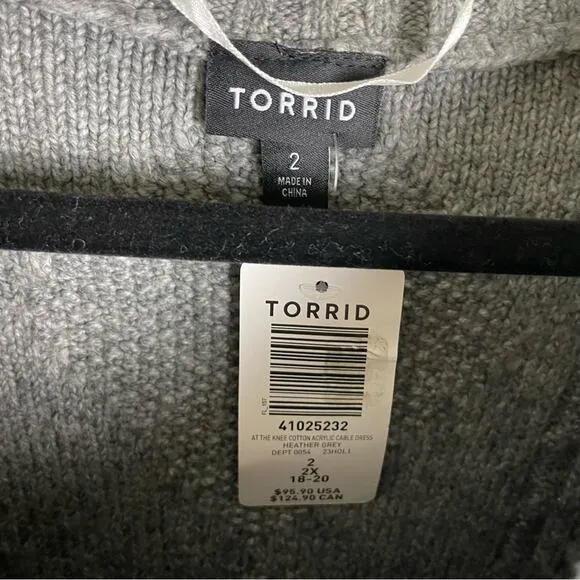 TORRID
2
MADE IN
CHINA
TORRID
FL_157
41025232
AT THE KNEE COTTON ACRYLIC CABLE DRESS
HEATHER GREY
DEPT 0054 23HOL1
2
2X
18-20
$95.90 USA
$124.90 CAN